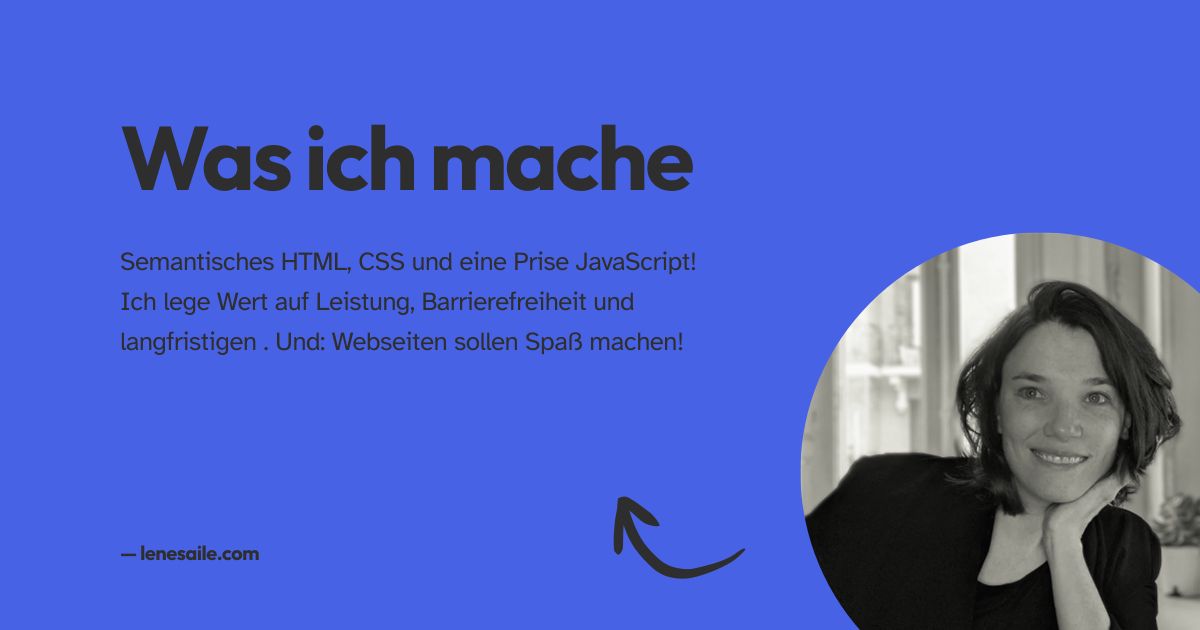 Was ich mache
Semantisches HTML, CSS und eine Prise JavaScript!
Ich lege Wert auf Leistung, Barrierefreiheit und
langfristigen . Und: Webseiten sollen Spaß machen!
— lenesaile.com